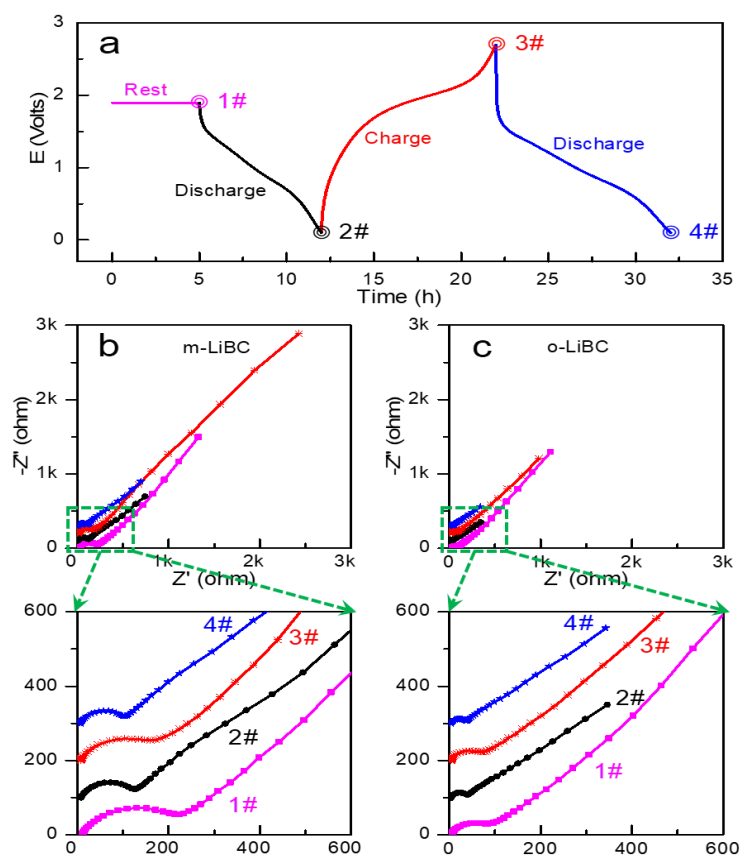 a
3
2
1
0
E (Volts)
Rest
1#
Discharge
2#
Charge
3#
Discharge
4#
0 5 10 15 20 25 30 35
Time (h)
b
m-LiBC
3k
2k
1k
0
-Z" (ohm)
0 1k 2k 3k
Z' (ohm)
c
o-LiBC
3k
2k
1k
0
-Z" (ohm)
0 1k 2k 3k
Z' (ohm)
600
400
200
0
4#
3#
2#
1#
0 200 400 600
600
400
200
0
4#
3#
2#
1#
0 200 400 600